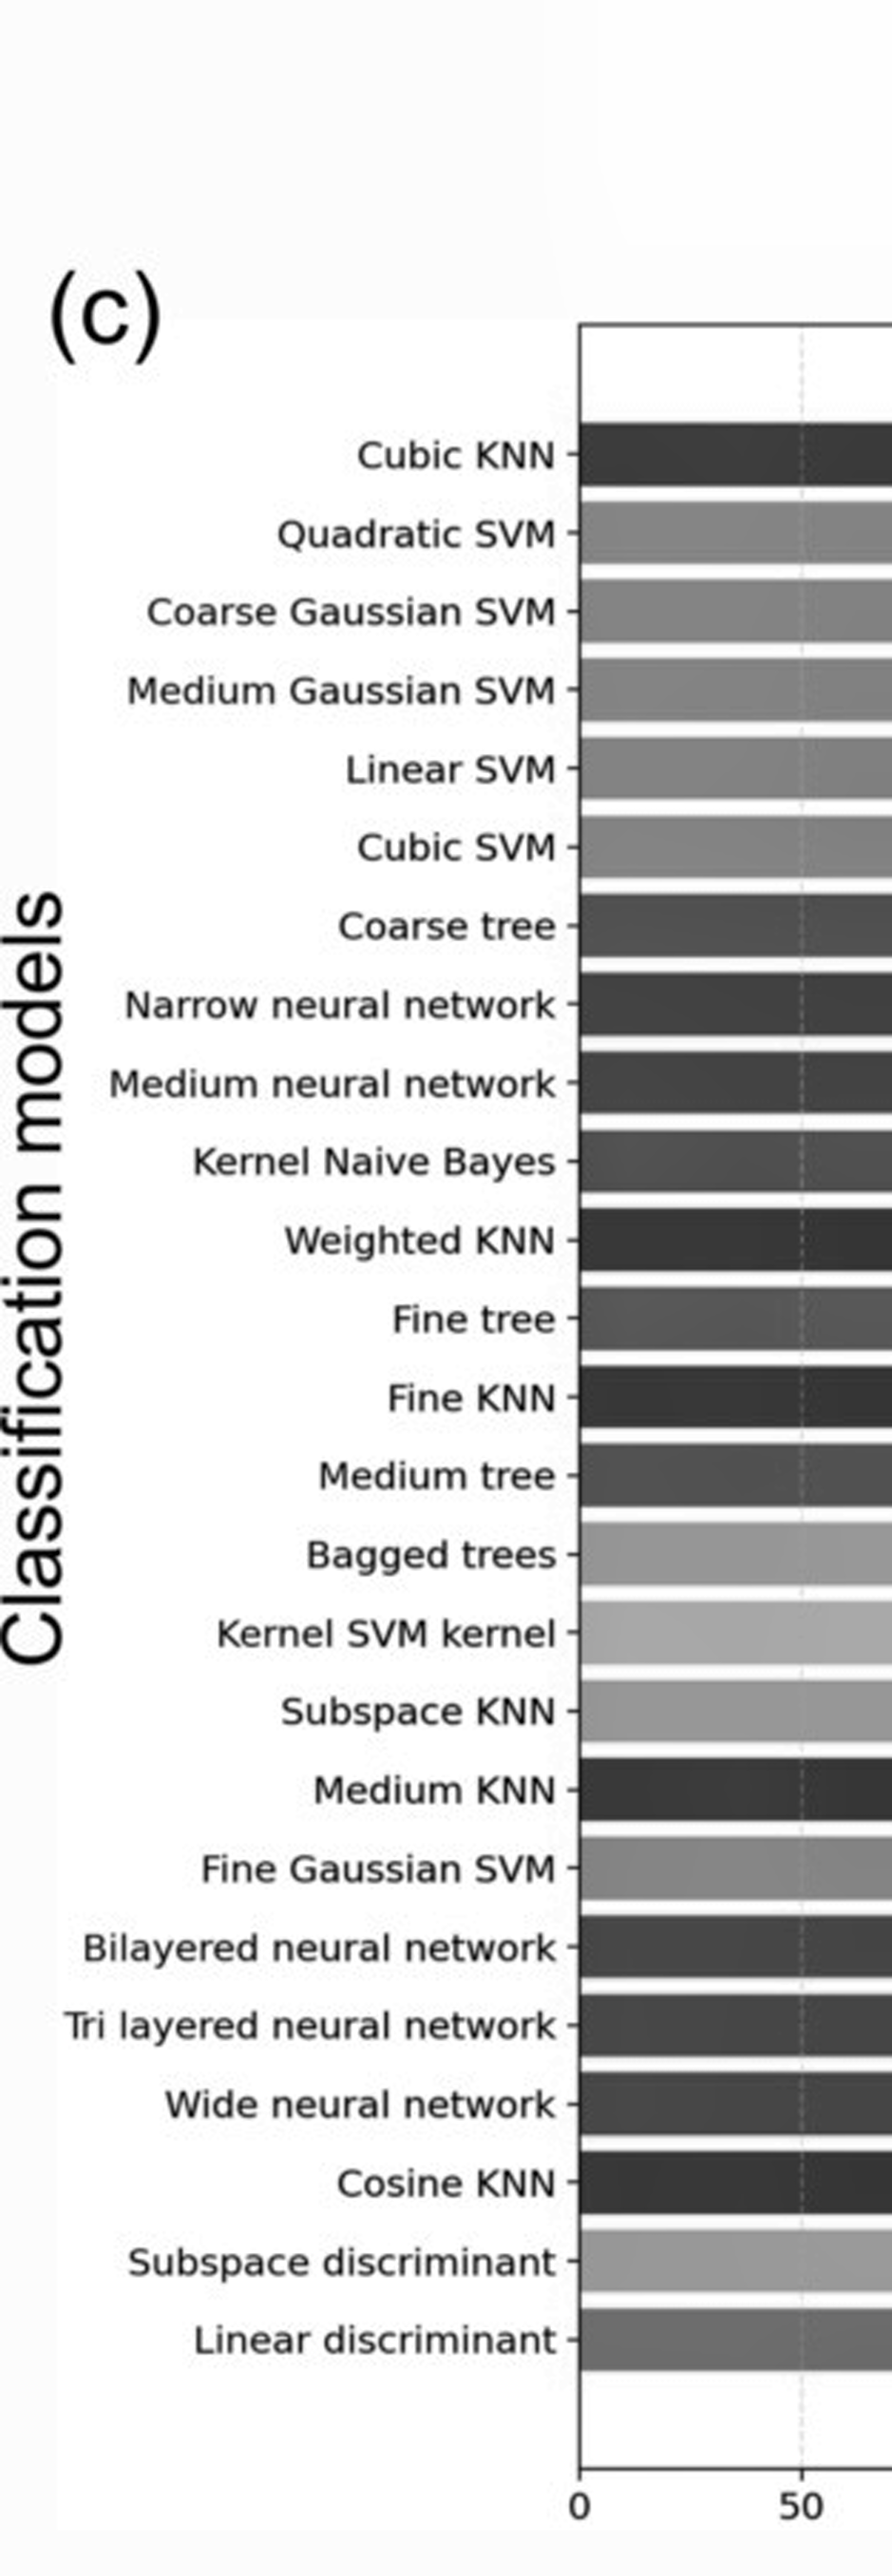 (c)
Classification models
Cubic KNN
Quadratic SVM
Coarse Gaussian SVM
Medium Gaussian SVM
Linear SVM
Cubic SVM
Coarse tree
Narrow neural network
Medium neural network
Kernel Naive Bayes
Weighted KNN
Fine tree
Fine KNN
Medium tree
Bagged trees
Kernel SVM kernel
Subspace KNN
Medium KNN
Fine Gaussian SVM
Bilayered neural network
Tri layered neural network
Wide neural network
Cosine KNN
Subspace discriminant
Linear discriminant
0 50